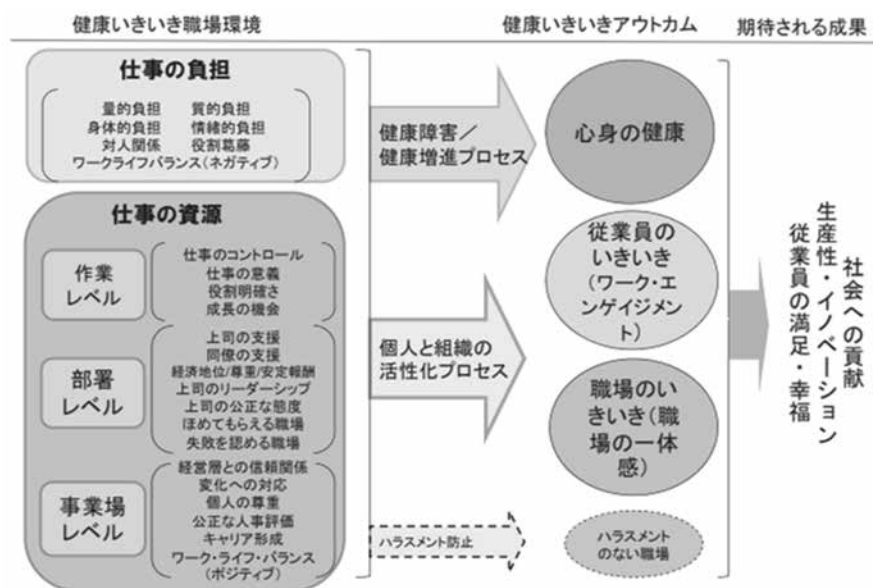 健康いきいき職場環境
健康いきいきアウトカム
期待される成果
仕事の負担
量的負担 質的負担
身体的負担 情緒的負担
対人関係 役割葛藤
ワークライフバランス(ネガティブ)
仕事の資源
作業
レベル
仕事のコントロール
仕事の意義
役割明確さ
成長の機会
部署
レベル
上司の支援
同僚の支援
経済地位/尊重/安定報酬
上司のリーダーシップ
上司の公正な態度
ほめてもらえる職場
失敗を認める職場
事業場
レベル
経営層との信頼関係
変化への対応
個人の尊重
公正な人事評価
キャリア形成
ワーク・ライフ・バランス
(ポジティブ)
健康障害/
健康増進プロセス
個人と組織の
活性化プロセス
ハラスメント防止
心身の健康
従業員の
いきいき
(ワーク・エ
ンゲイジメン
ト)
職場のい
きいき(職
場の一体
感)
ハラスメント
のない職場
社会への貢献
生産性・イノベーション
従業員の満足・幸福